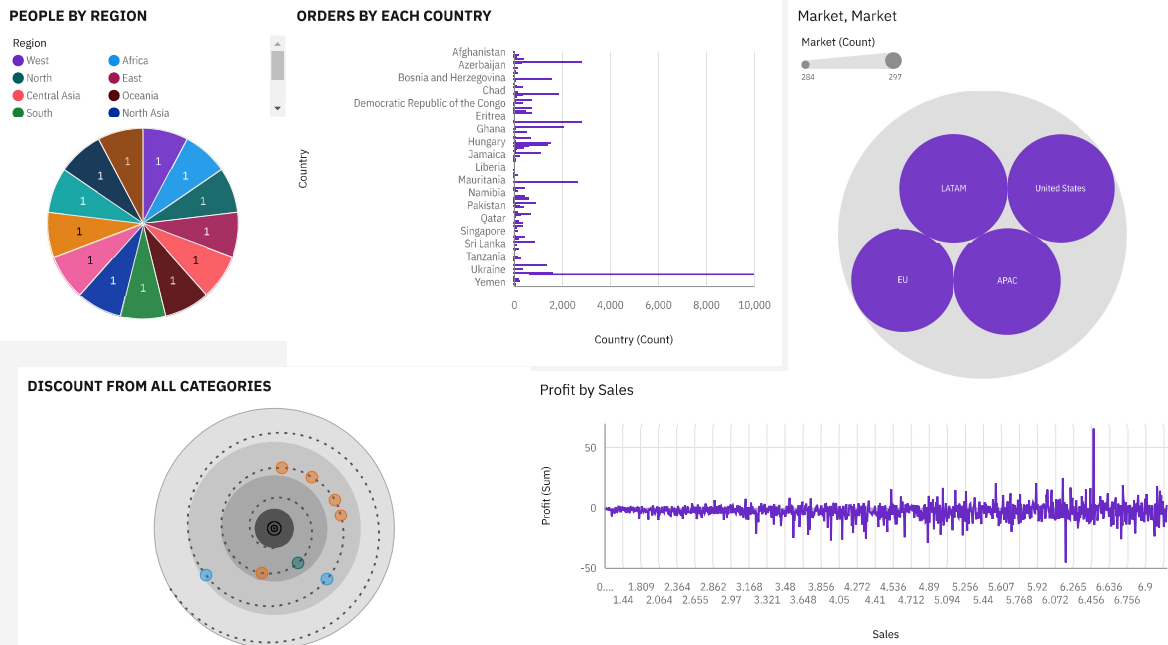 PEOPLE BY REGION
Region
West
Africa
North
East
Central Asia
Oceania
South
North Asia
1
1
1
1
1
1
1
1
1
1
1
1
1
ORDERS BY EACH COUNTRY
Country
Afghanistan
Azerbaijan
Bosnia and Herzegovina
Chad
Democratic Republic of the Congo
Eritrea
Ghana
Hungary
Jamaica
Liberia
Mauritania
Namibia
Pakistan
Qatar
Singapore
Sri Lanka
Tanzania
Ukraine
Yemen
0 2,000 4,000 6,000 8,000 10,000
Country (Count)
Market, Market
Market (Count)
284 297
LATAM
United States
EU
APAC
DISCOUNT FROM ALL CATEGORIES
Profit by Sales
Profit (Sum)
50
0
-50
0.... 1.809 2.364 2.862 3.168 3.48 3.856 4.272 4.536 4.89 5.256 5.607 5.92 6.265 6.636 6.9
1.44 2.064 2.655 2.97 3.321 3.648 4.05 4.41 4.712 5.094 5.44 5.768 6.072 6.456 6.756
Sales